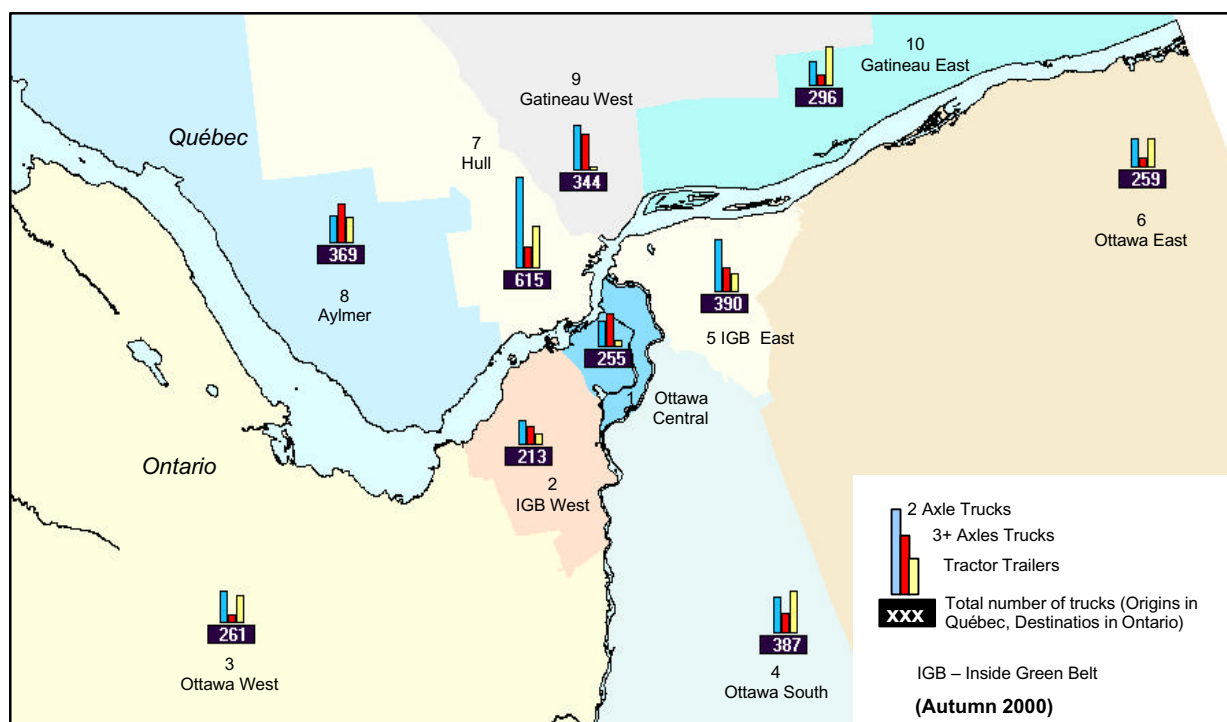 10
Gatineau East
296
9
Gatineau West
344
Québec
7
Hull
615
259
6
Ottawa East
369
8
Aylmer
390
5 IGB East
255
1 Ottawa
Central
213
2
IGB West
Ontario
261
3
Ottawa West
387
4
Ottawa South
2 Axle Trucks
3+ Axles Trucks
Tractor Trailers
xxx
Total number of trucks (Origins in
Québec, Destinatios in Ontario)
IGB – Inside Green Belt
(Autumn 2000)